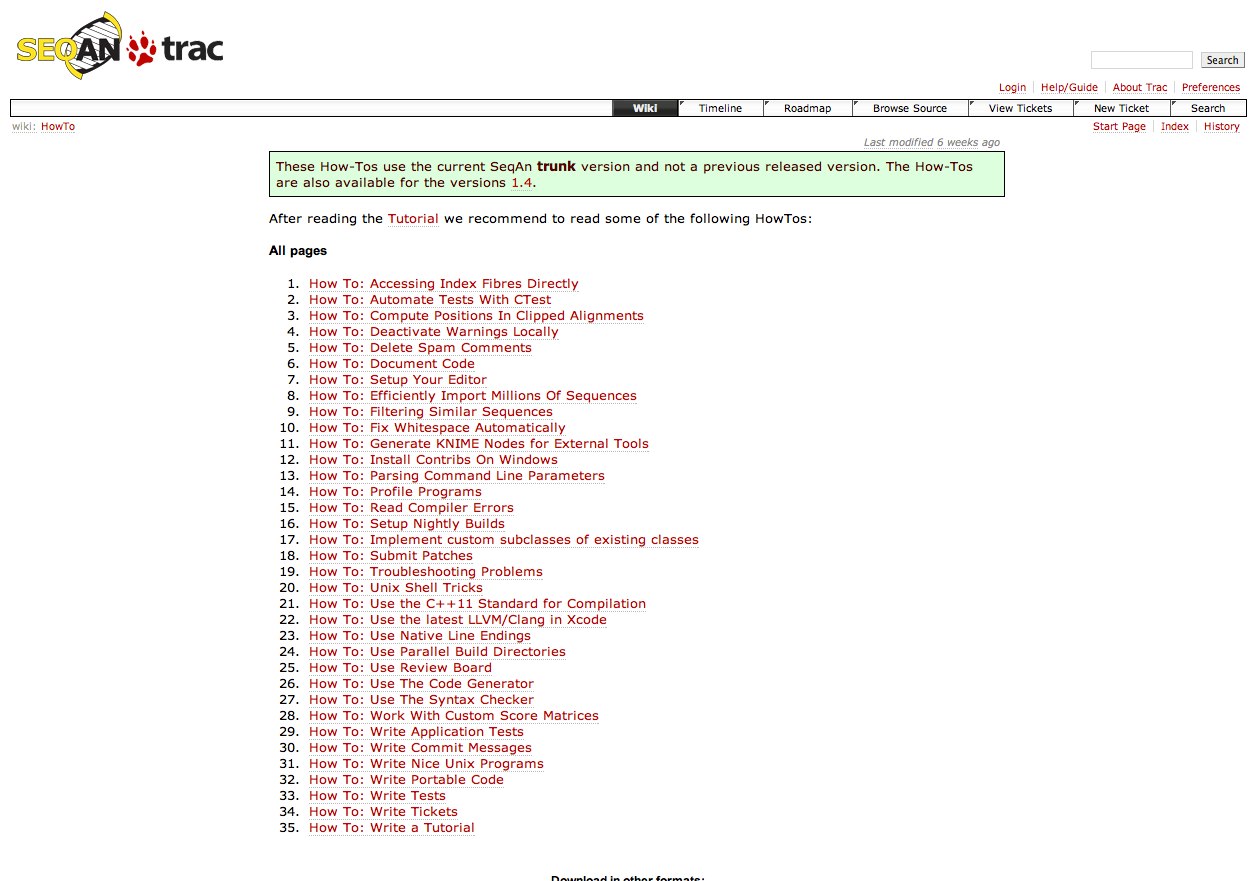 SEQAN trac
Search
Login Help/Guide About Trac Preferences
Wiki Timeline Roadmap Browse Source View Tickets New Ticket Search
wiki: HowTo
Start Page Index History
Last modified 6 weeks ago
These How-Tos use the current SeqAn trunk version and not a previous released version. The How-Tos
are also available for the versions 1.4.
After reading the Tutorial we recommend to read some of the following HowTos:
All pages
1. How To: Accessing Index Fibres Directly
2. How To: Automate Tests With CTest
3. How To: Compute Positions In Clipped Alignments
4. How To: Deactivate Warnings Locally
5. How To: Delete Spam Comments
6. How To: Document Code
7. How To: Setup Your Editor
8. How To: Efficiently Import Millions Of Sequences
9. How To: Filtering Similar Sequences
10. How To: Fix Whitespace Automatically
11. How To: Generate KNIME Nodes for External Tools
12. How To: Install Contribs On Windows
13. How To: Parsing Command Line Parameters
14. How To: Profile Programs
15. How To: Read Compiler Errors
16. How To: Setup Nightly Builds
17. How To: Implement custom subclasses of existing classes
18. How To: Submit Patches
19. How To: Troubleshooting Problems
20. How To: Unix Shell Tricks
21. How To: Use the C++11 Standard for Compilation
22. How To: Use the latest LLVM/Clang in Xcode
23. How To: Use Native Line Endings
24. How To: Use Parallel Build Directories
25. How To: Use Review Board
26. How To: Use The Code Generator
27. How To: Use The Syntax Checker
28. How To: Work With Custom Score Matrices
29. How To: Write Application Tests
30. How To: Write Commit Messages
31. How To: Write Nice Unix Programs
32. How To: Write Portable Code
33. How To: Write Tests
34. How To: Write Tickets
35. How To: Write a Tutorial
Download in other formats: